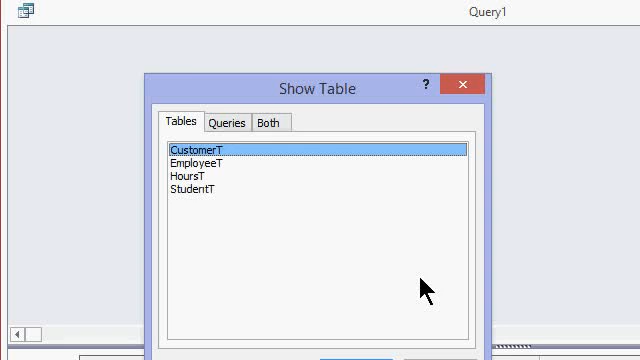 Query1
Show Table
?
Tables Queries Both
CustomerT
EmployeeT
HoursT
StudentT